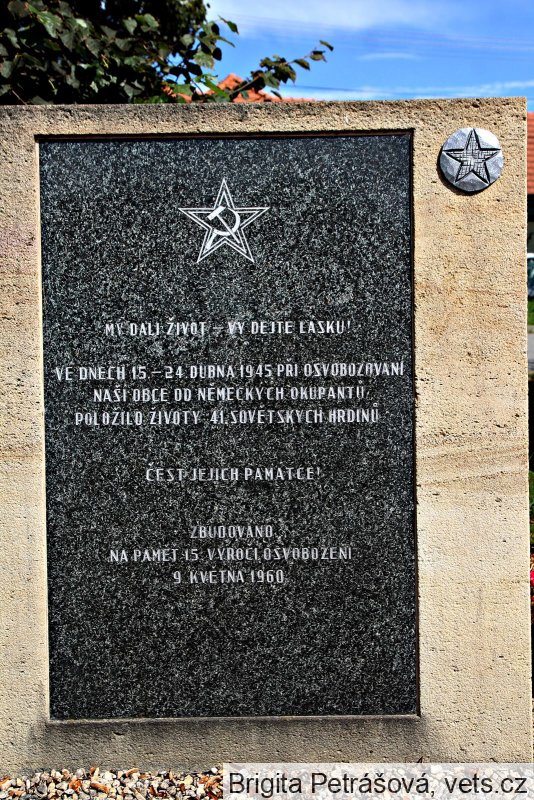 MY DALI ŽIVOT – VY DEJTE LÁSKU!
VE DNECH 15. – 24. DUBNA 1945 PŘI OSVOBOZOVÁNÍ
NAŠÍ OBCE OD NĚMECKÝCH OKUPANTŮ,
POLOŽILO ŽIVOTY 41. SOVĚTSKÝCH HRDINŮ
ČEST JEJICH PAMÁTCE!
ZBUDOVÁNO
NA PAMĚŤ 15. VÝROČÍ OSVOBOZENÍ
9. KVĚTNA 1960
Brigita Petrášová, vets.cz